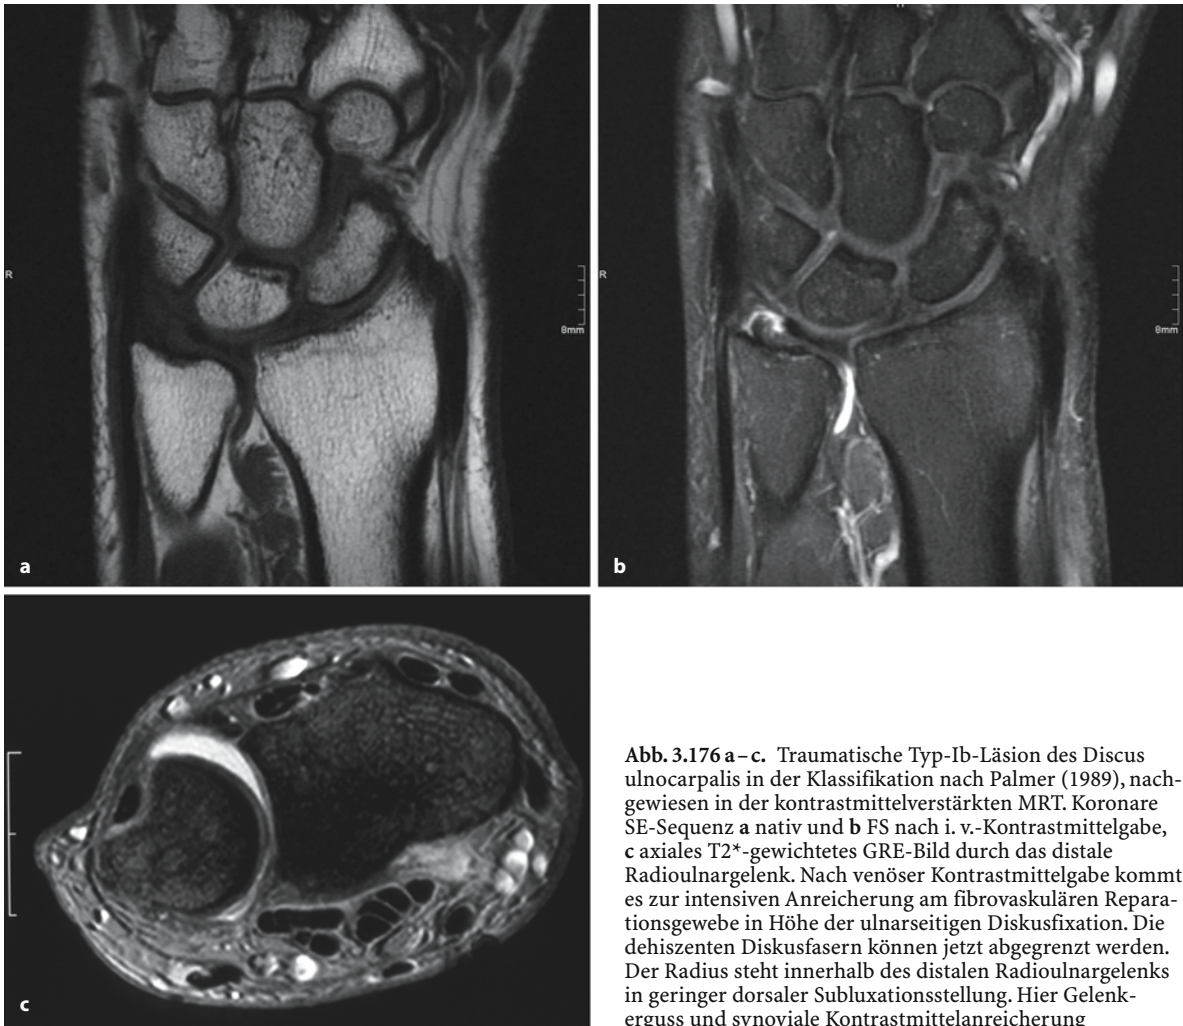 R
8mm
a
R
8mm
b
c
Abb. 3.176 a–c. Traumatische Typ-Ib-Läsion des Discus
ulnocarpalis in der Klassifikation nach Palmer (1989), nach-
gewiesen in der kontrastmittelverstärkten MRT. Koronare
SE-Sequenz a nativ und b FS nach i. v.-Kontrastmittelgabe,
c axiales T2*-gewichtetes GRE-Bild durch das distale
Radioulnargelenk. Nach venöser Kontrastmittelgabe kommt
es zur intensiven Anreicherung am fibrovaskulären Repara-
tionsgewebe in Höhe der ulnarseitigen Diskusfixation. Die
dehiszenten Diskusfasern können jetzt abgegrenzt werden.
Der Radius steht innerhalb des distalen Radioulnargelenks
in geringer dorsaler Subluxationsstellung. Hier Gelenk-
erguss und synoviale Kontrastmittelanreicherung